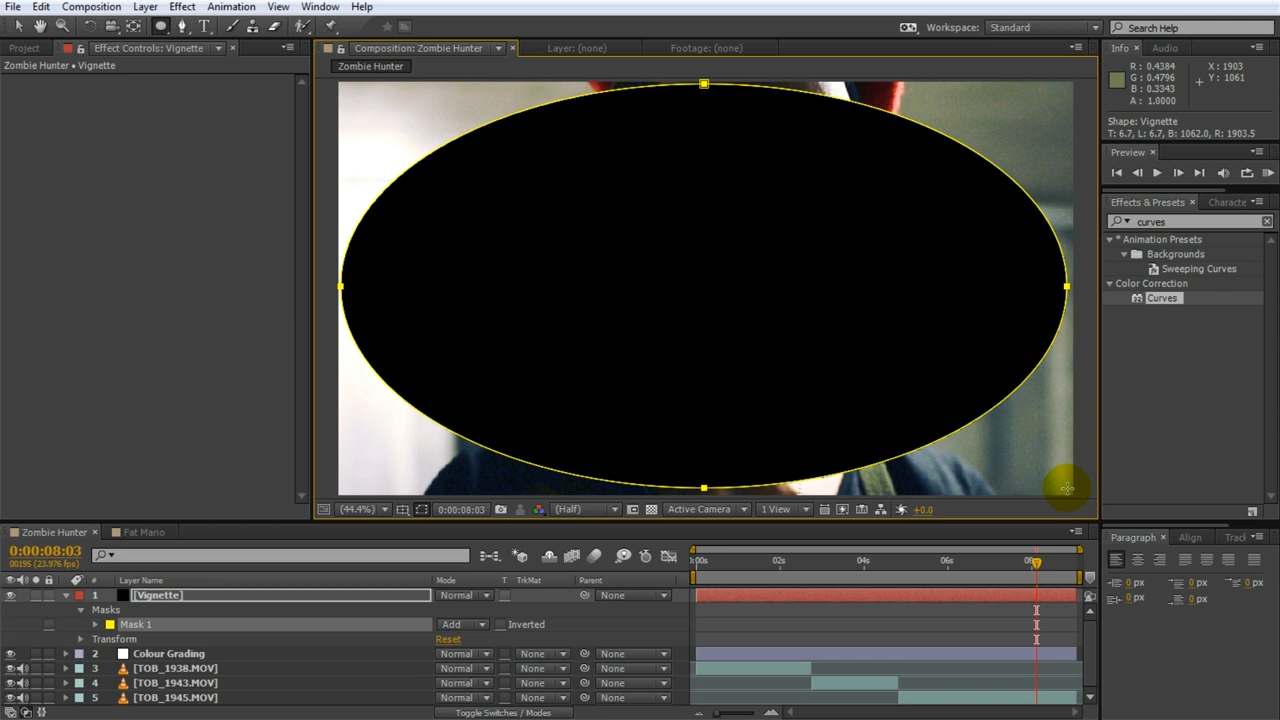 File Edit Composition Layer Effect Animation View Window Help
Workspace: Standard Search Help
Project Effect Controls: Vignette Composition: Zombie Hunter Layer: (none) Footage: (none) Info Audio
Zombie Hunter • Vignette
Zombie Hunter
R: 0.4384 X: 1903
G: 0.4796 Y: 1061
B: 0.3343
A: 1.0000
Shape: Vignette
T: 6.7, L: 6.7, B: 1062.0, R: 1903.5
Preview
Effects & Presets Characte
curves
* Animation Presets
Backgrounds
Sweeping Curves
Color Correction
Curves
(44.4%) 0:00:08:03 (Half) Active Camera 1 View +0.0
Zombie Hunter Fat Mario
Paragraph Align Track
0:00:08:03
00195 (23.976 fps)
# Layer Name Mode T TrkMat Parent
02s 04s 06s
1 [Vignette] Normal None
Masks
Mask 1 Add Inverted
Transform Reset
2 Colour Grading Normal None None
3 [TOB_1938.MOV] Normal None None
4 [TOB_1943.MOV] Normal None None
5 [TOB_1945.MOV] Normal None None
Toggle Switches / Modes
0 px 0 px 0 px
0 px 0 px